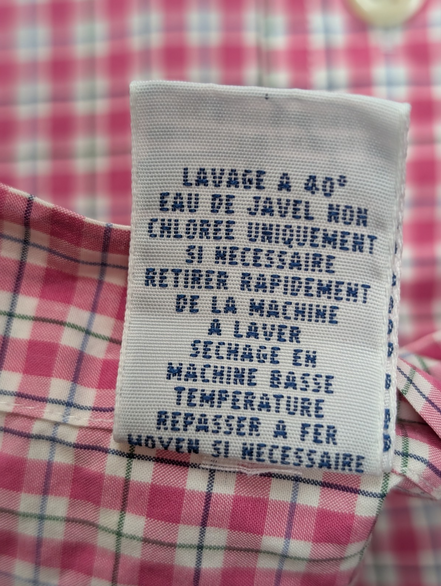 LAVAGE A 40°
EAU DE JAVEL NON
CHLOREE UNIQUEMENT
SI NECESSAIRE
RETIRER RAPIDEMENT
DE LA MACHINE
A LAVER
SECHAGE EN
MACHINE BASSE
TEMPERATURE
REPASSER A FER
MOYEN SI NECESSAIRE